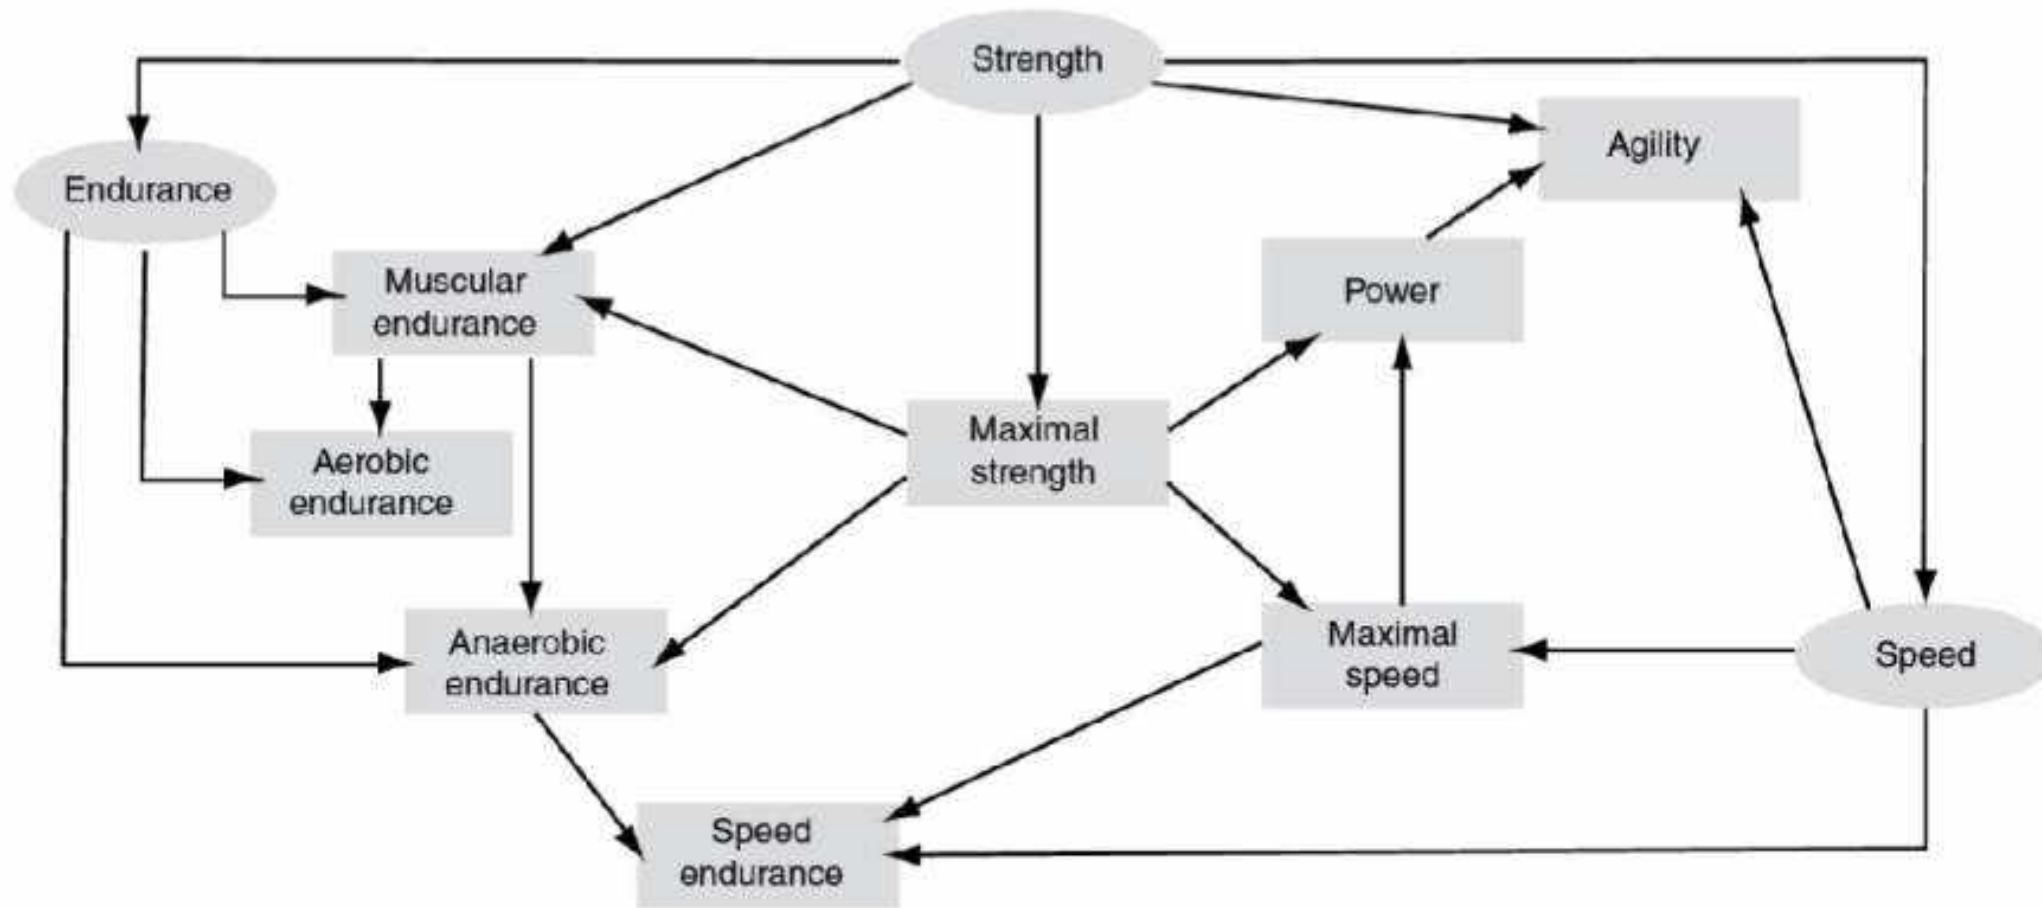 Strength
Agility
Endurance
Muscular
endurance
Power
Maximal
strength
Aerobic
endurance
Anaerobic
endurance
Maximal
speed
Speed
Speed
endurance